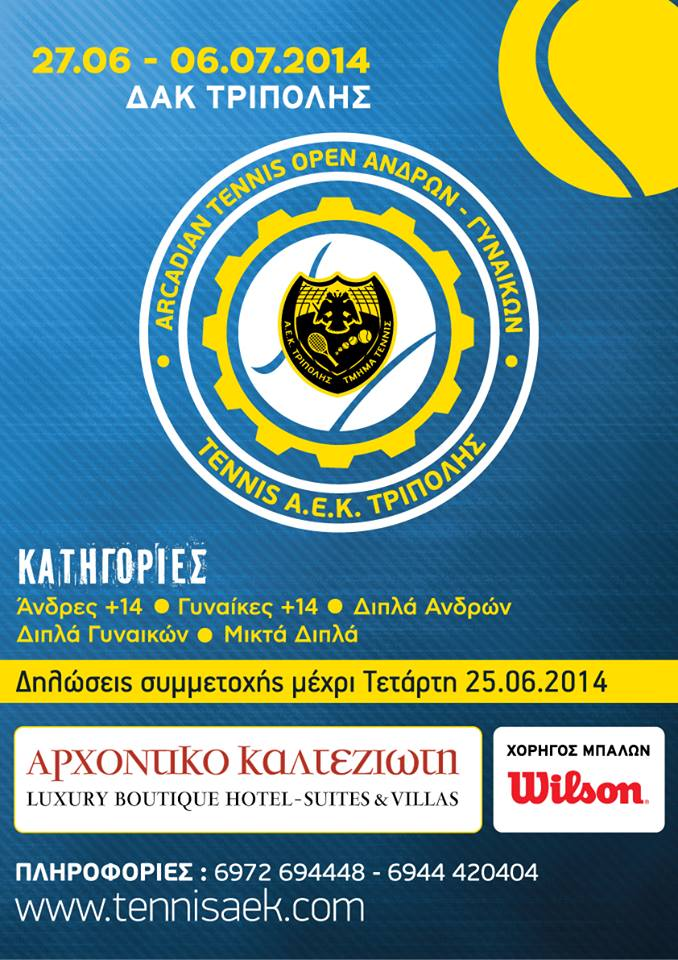 27.06 - 06.07.2014
ΔΑΚ ΤΡΙΠΟΛΗΣ
ARCADIAN TENNIS OPEN ΑΝΔΡΩΝ - ΓΥΝΑΙΚΩΝ
Α.Ε.Κ. ΤΡΙΠΟΛΗΣ ΤΜΗΜΑ ΤΕΝΝΙΣ
TENNIS Α.Ε.Κ. ΤΡΙΠΟΛΗΣ
ΚΑΤΗΓΟΡΙΕΣ
Άνδρες +14 ● Γυναίκες +14 ● Διπλά Ανδρών
Διπλά Γυναικών ● Μικτά Διπλά
Δηλώσεις συμμετοχής μέχρι Τετάρτη 25.06.2014
ΑΡΧΟΝΤΙΚΟ ΚΑΛΤΕΖΙΩΤΗ
LUXURY BOUTIQUE HOTEL-SUITES & VILLAS
ΧΟΡΗΓΟΣ ΜΠΑΛΩΝ
Wilson®
ΠΛΗΡΟΦΟΡΙΕΣ : 6972 694448 - 6944 420404
www.tennisaek.com